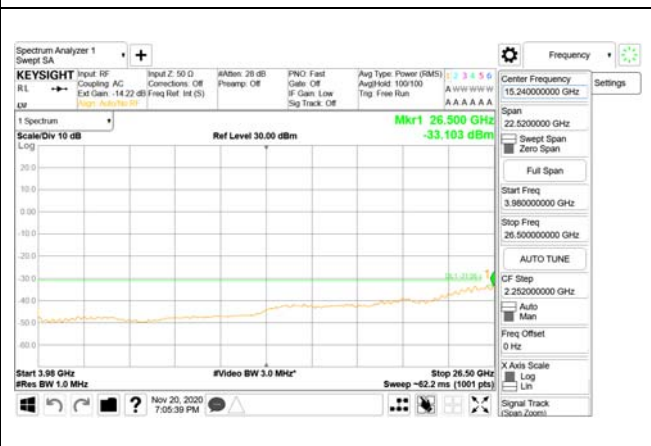 Spectrum Analyzer 1
Swept SA
Frequency
KEYSIGHT
RL
Input: RF
Coupling: AC
Ext Gain: -14.22 dB
Align: Auto/No RF
Input Z: 50 Ω
Corrections: Off
Freq Ref: Int (S)
#Atten: 28 dB
Preamp: Off
PNO: Fast
Gate: Off
IF Gain: Low
Sig Track: Off
Avg Type: Power (RMS)
Avg|Hold: 100/100
Trig: Free Run
1 2 3 4 5 6
A W W W W W
A A A A A A
1 Spectrum
Scale/Div 10 dB
Log
Ref Level 30.00 dBm
Mkr1 26.500 GHz
-33.103 dBm
20.0
10.0
0.00
-10.0
-20.0
-30.0
-40.0
-50.0
-60.0
1
Start 3.98 GHz
#Res BW 1.0 MHz
#Video BW 3.0 MHz*
Stop 26.50 GHz
Sweep ~62.2 ms (1001 pts)
Nov 20, 2020
7:05:39 PM
Center Frequency
15.240000000 GHz
Settings
Span
22.5200000 GHz
Swept Span
Zero Span
Full Span
Start Freq
3.980000000 GHz
Stop Freq
26.500000000 GHz
AUTO TUNE
CF Step
2.252000000 GHz
Auto
Man
Freq Offset
0 Hz
X Axis Scale
Log
Lin
Signal Track
(Span Zoom)